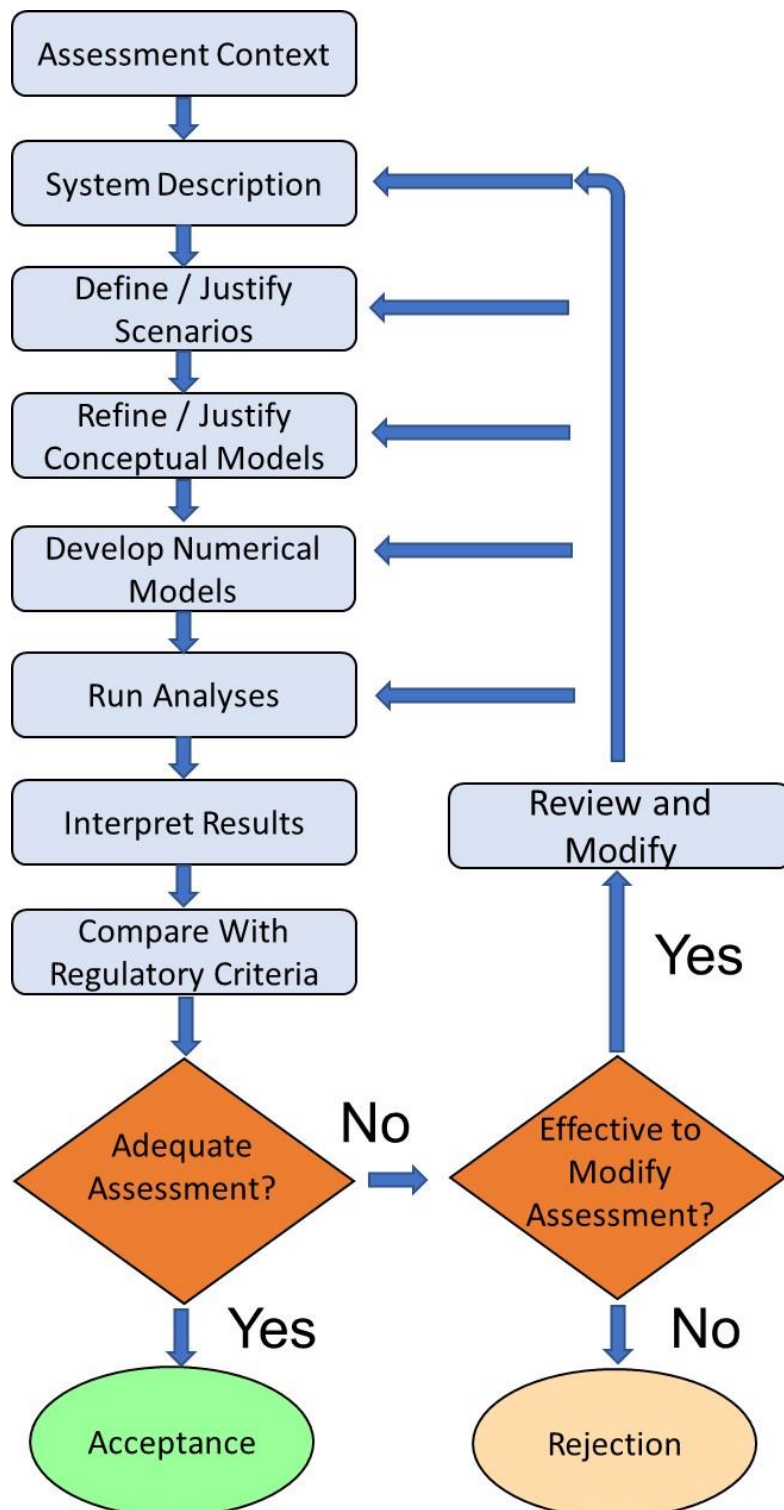 Assessment Context
System Description
Define / Justify
Scenarios
Refine / Justify
Conceptual Models
Develop Numerical
Models
Run Analyses
Interpret Results
Review and
Modify
Compare With
Regulatory Criteria
Yes
No
Adequate
Assessment?
Effective to
Modify
Assessment?
Yes
No
Acceptance
Rejection